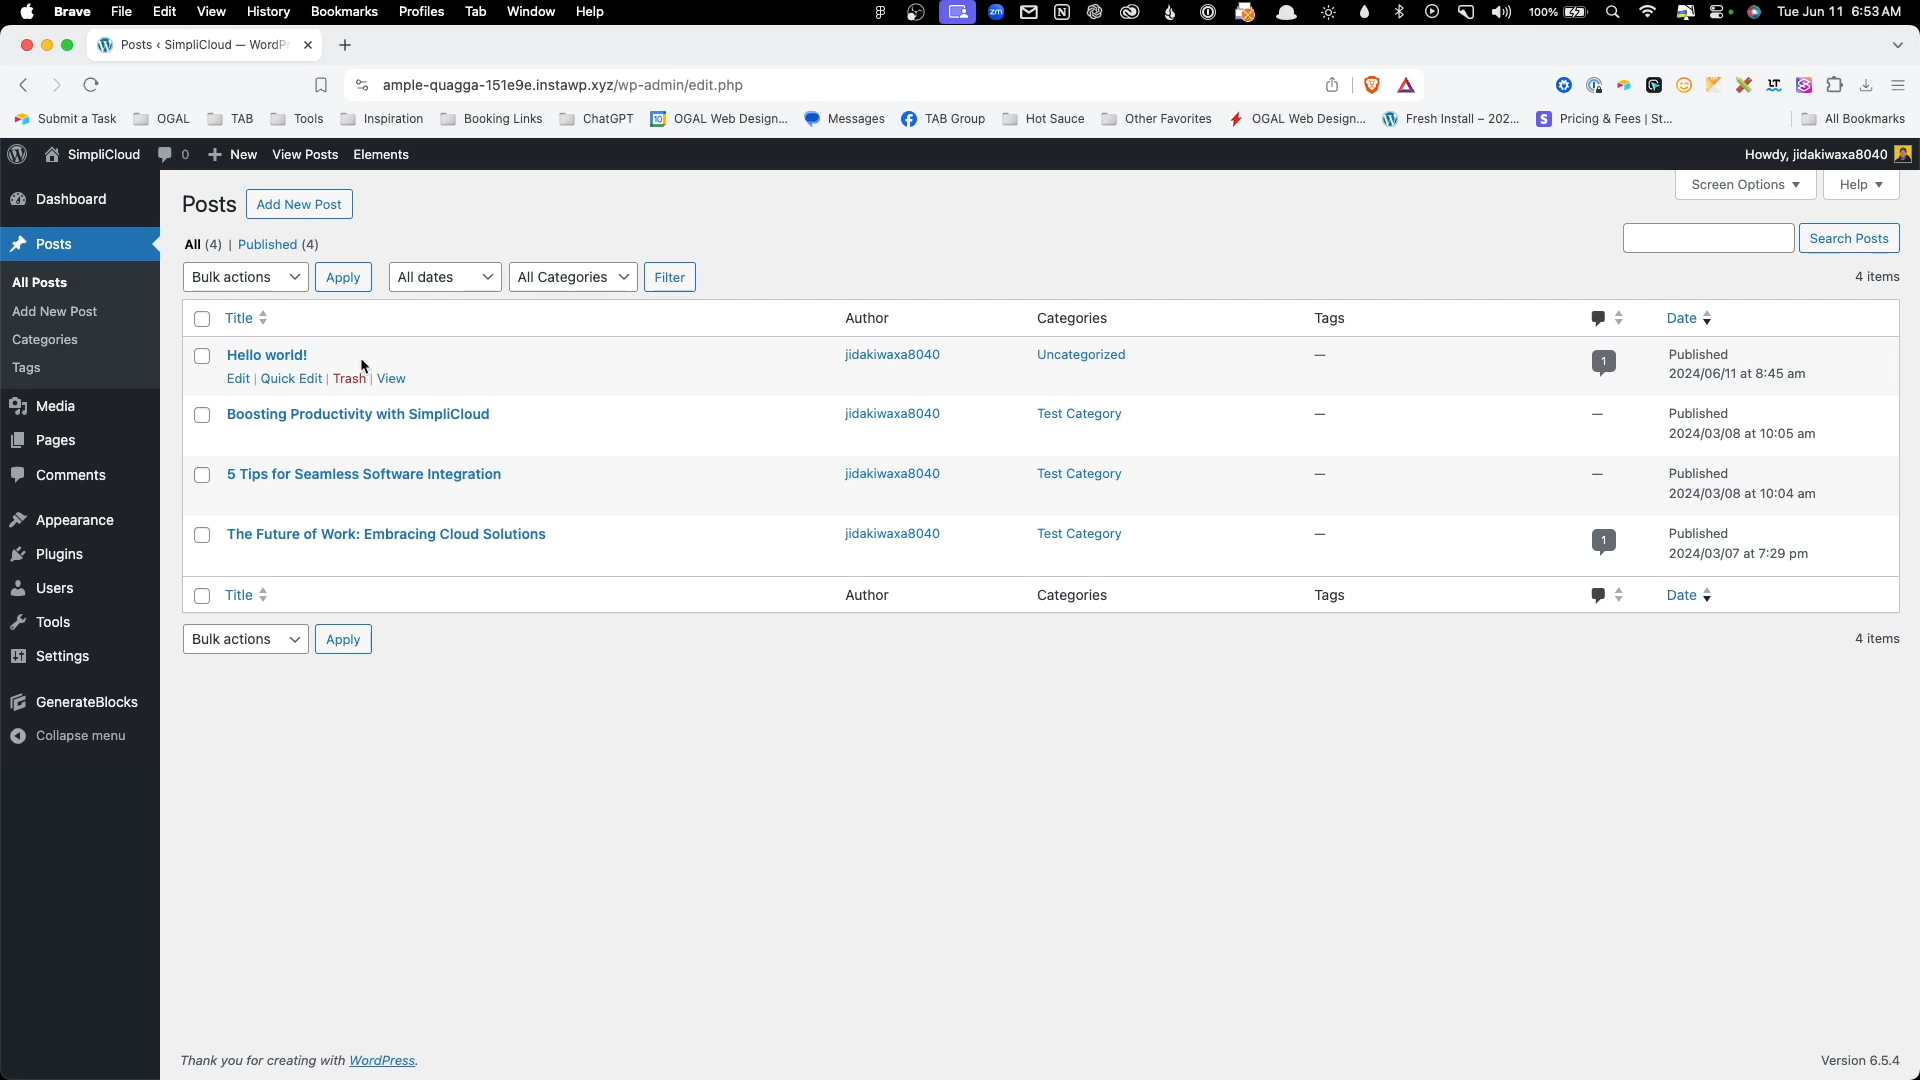 Brave File Edit View History Bookmarks Profiles Tab Window Help 100% Tue Jun 11 6:53 AM
Posts ‹ SimpliCloud — WordPr
ample-quagga-151e9e.instawp.xyz/wp-admin/edit.php
Submit a Task OGAL TAB Tools Inspiration Booking Links ChatGPT OGAL Web Design... Messages TAB Group Hot Sauce Other Favorites OGAL Web Design... Fresh Install – 202... Pricing & Fees | St... All Bookmarks
SimpliCloud 0 New View Posts Elements Howdy, jidakiwaxa8040
Dashboard
Posts
All Posts
Add New Post
Categories
Tags
Media
Pages
Comments
Appearance
Plugins
Users
Tools
Settings
GenerateBlocks
Collapse menu
Screen Options Help
Posts Add New Post
All (4) | Published (4)
Search Posts
Bulk actions Apply All dates All Categories Filter 4 items
Title Author Categories Tags Date
Hello world! jidakiwaxa8040 Uncategorized — 1 Published
2024/06/11 at 8:45 am
Edit | Quick Edit | Trash | View
Boosting Productivity with SimpliCloud jidakiwaxa8040 Test Category — — Published
2024/03/08 at 10:05 am
5 Tips for Seamless Software Integration jidakiwaxa8040 Test Category — — Published
2024/03/08 at 10:04 am
The Future of Work: Embracing Cloud Solutions jidakiwaxa8040 Test Category — 1 Published
2024/03/07 at 7:29 pm
Title Author Categories Tags Date
Bulk actions Apply 4 items
Thank you for creating with WordPress. Version 6.5.4